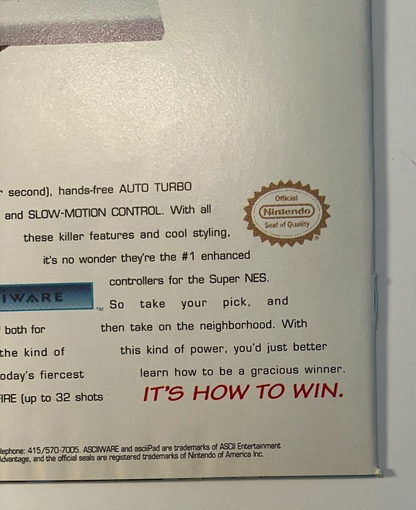 second), hands-free AUTO TURBO
and SLOW-MOTION CONTROL. With all
these killer features and cool styling,
it's no wonder they're the #1 enhanced
controllers for the Super NES.
Official
Nintendo
Seal of Quality
®
IWARE ™ So take your pick, and
both for then take on the neighborhood. With
the kind of this kind of power, you'd just better
oday's fiercest learn how to be a gracious winner.
FIRE (up to 32 shots IT'S HOW TO WIN.
lephone: 415/570-7005. ASCIIWARE and asciiPad are trademarks of ASCII Entertainment
Advantage, and the official seals are registered trademarks of Nintendo of America Inc.